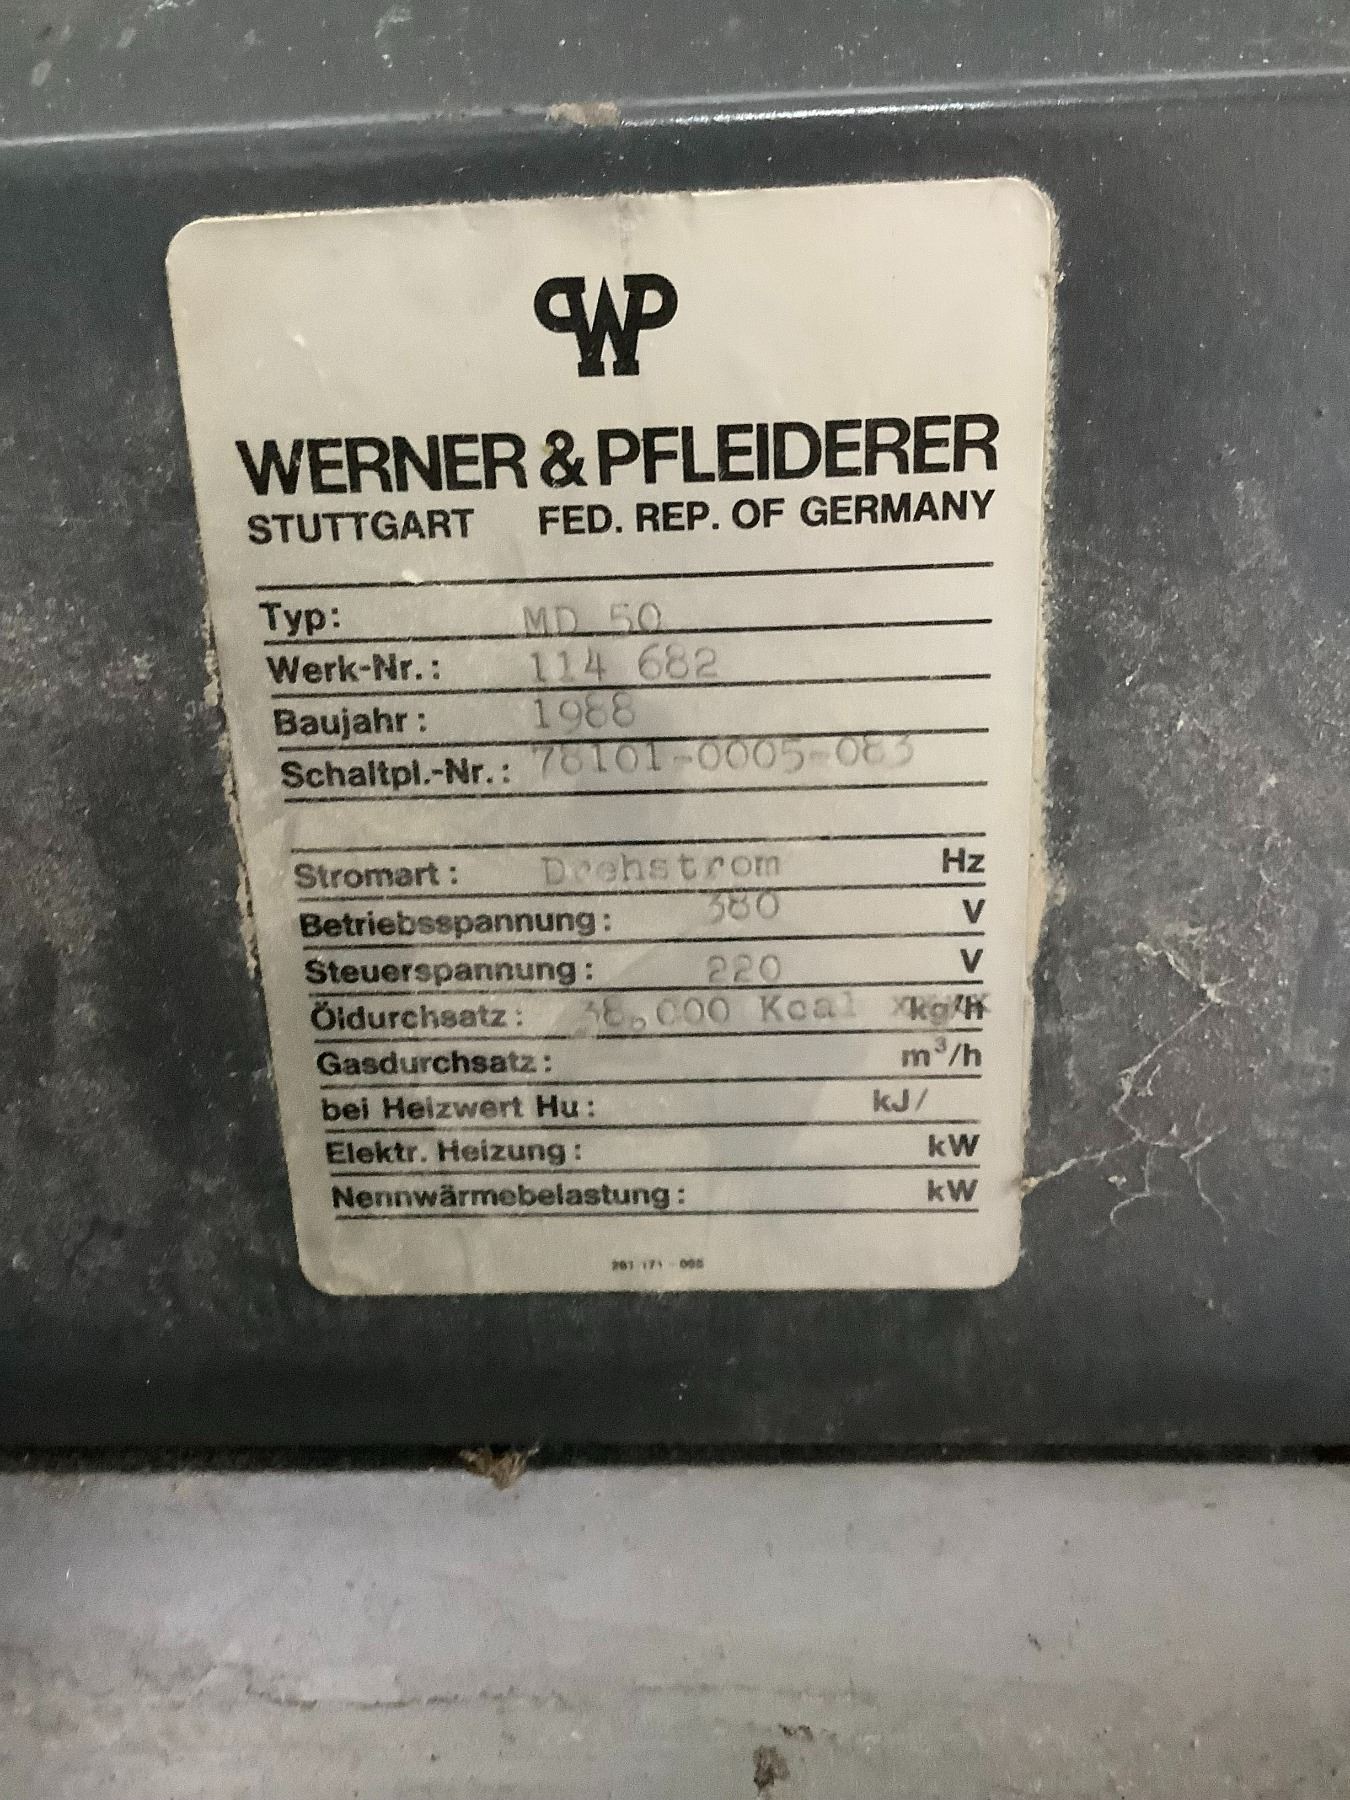 WP
WERNER & PFLEIDERER
STUTTGART FED. REP. OF GERMANY
Typ: MD 50
Werk-Nr.: 114 682
Baujahr: 1988
Schaltpl.-Nr.: 78101-0005-083
Stromart: Drehstrom Hz
Betriebsspannung: 380 V
Steuerspannung: 220 V
Öldurchsatz: 38.000 Kcal kg/h
Gasdurchsatz: m³/h
bei Heizwert Hu: kJ/
Elektr. Heizung: kW
Nennwärmebelastung: kW